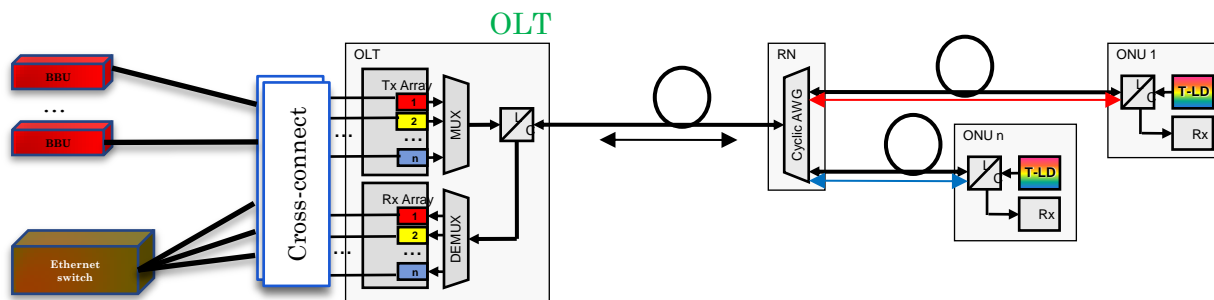 OLT
BBU
...
BBU
Ethernet
switch
Cross-connect
OLT
Tx Array
1
2
...
n
...
...
MUX
L
C
Rx Array
1
2
...
n
...
...
DEMUX
RN
Cyclic AWG
ONU 1
L
C
T-LD
Rx
ONU n
L
C
T-LD
Rx